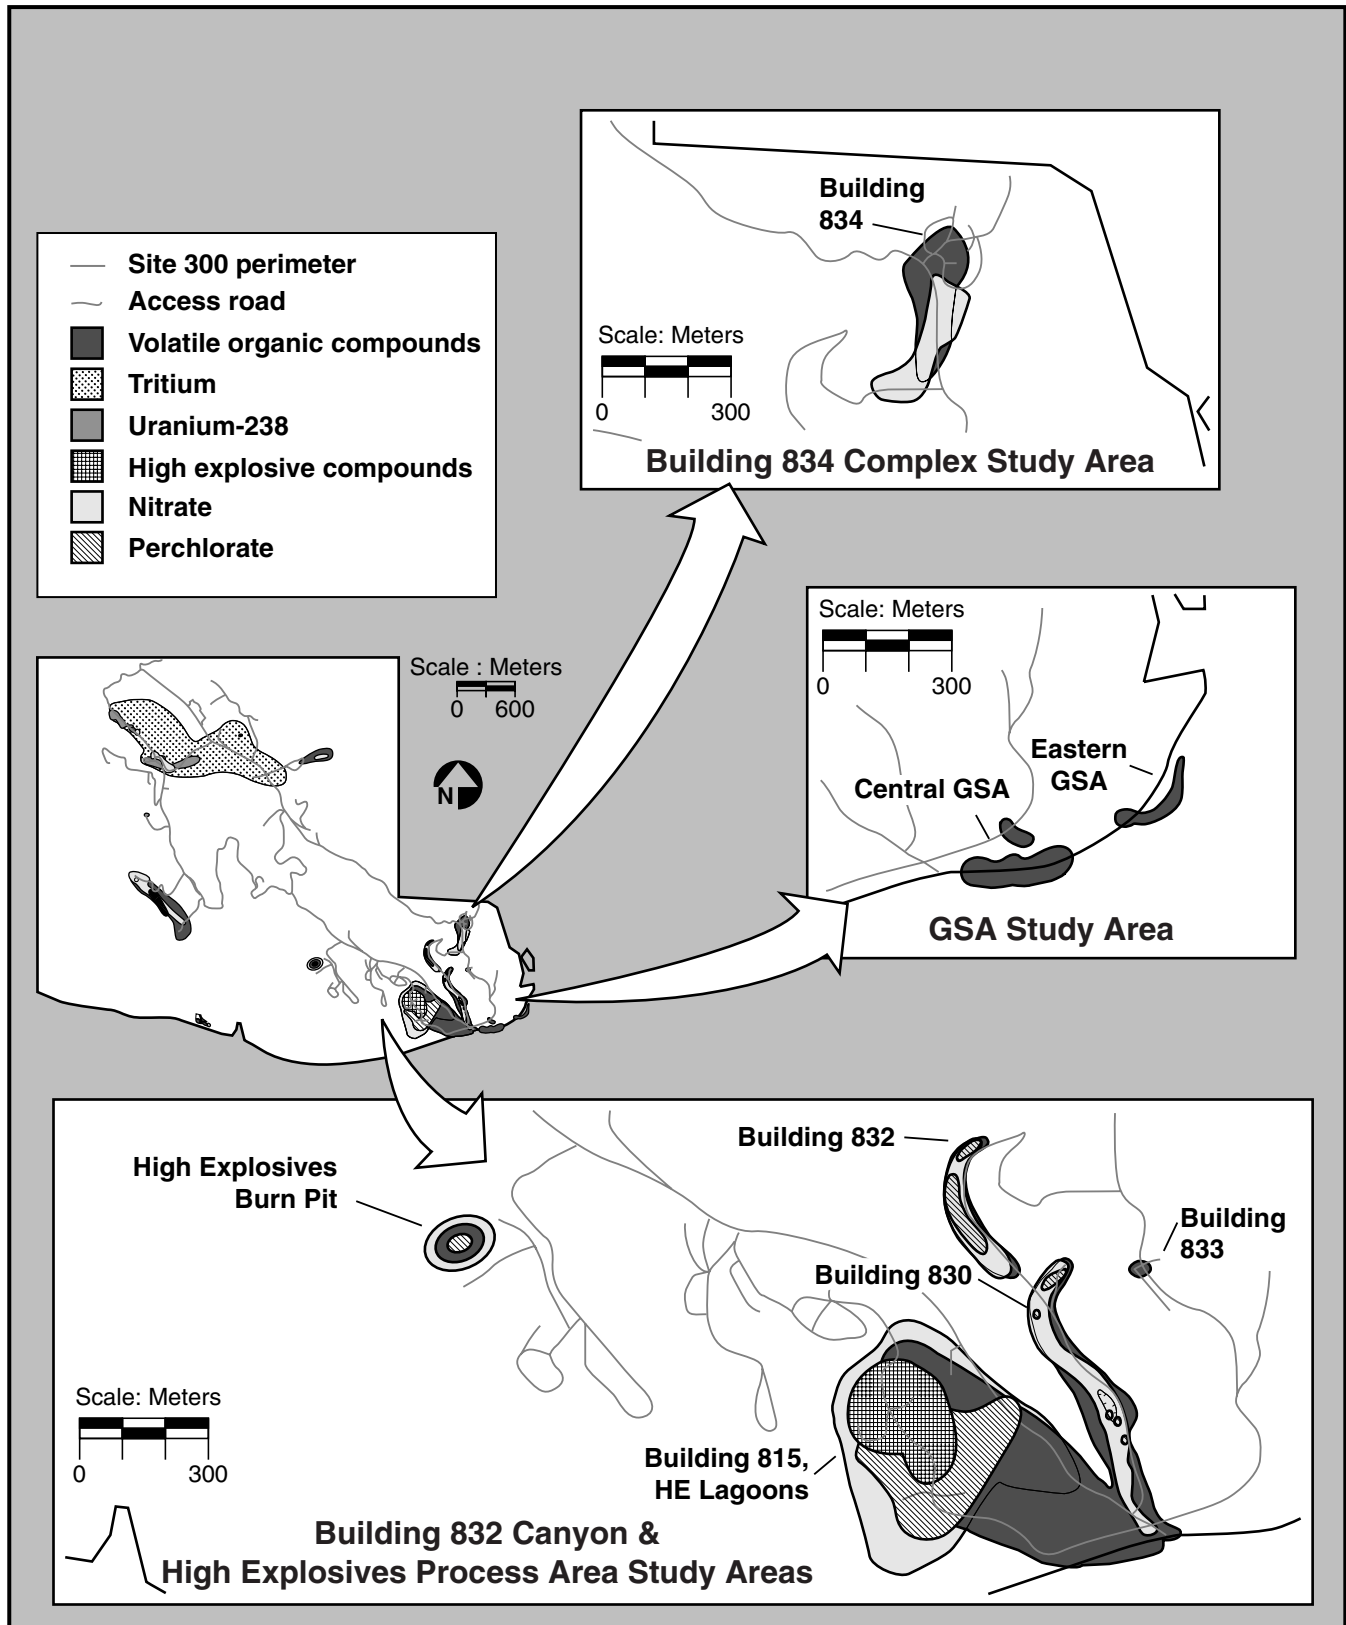 Building
834
Scale: Meters
0 300
Building 834 Complex Study Area
Site 300 perimeter
Access road
Volatile organic compounds
Tritium
Uranium-238
High explosive compounds
Nitrate
Perchlorate
Scale: Meters
0 300
Eastern
GSA
Central GSA
GSA Study Area
Scale : Meters
0 600
N
High Explosives
Burn Pit
Building 832
Building
833
Building 830
Scale: Meters
0 300
Building 815,
HE Lagoons
Building 832 Canyon &
High Explosives Process Area Study Areas